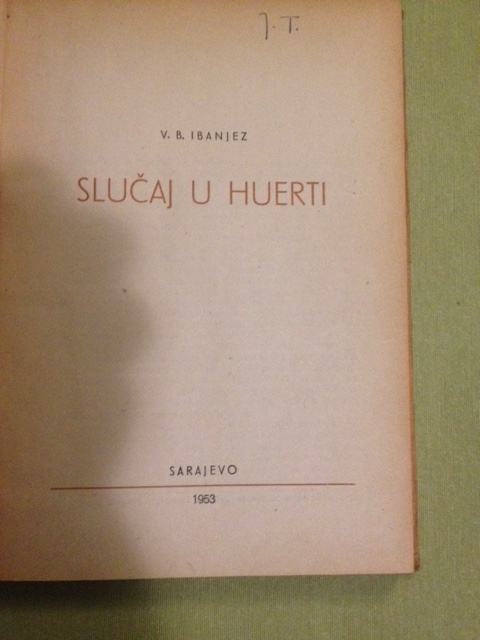 J. T.
V. B. IBANJEZ
SLUČAJ U HUERTI
SARAJEVO
1953